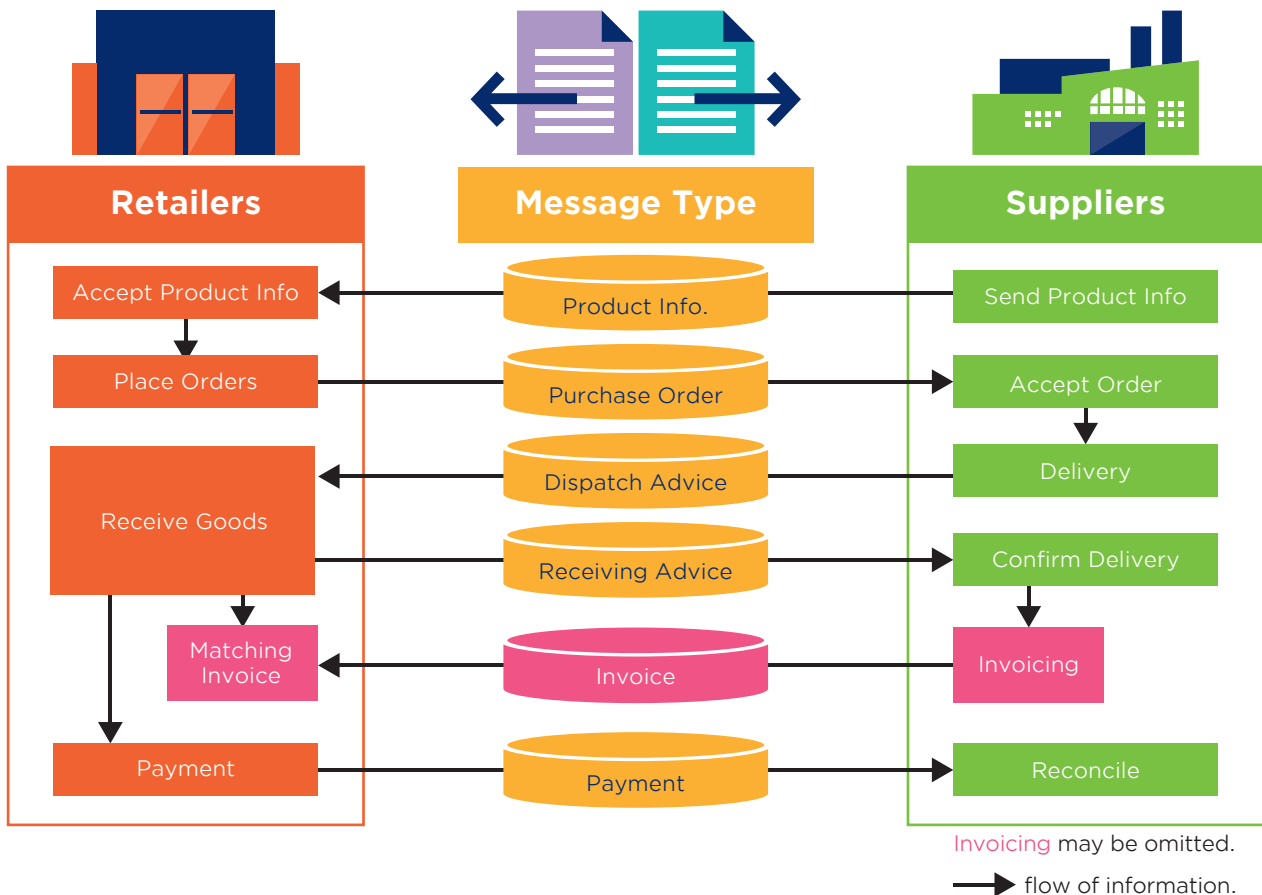 Retailers
Message Type
Suppliers
Accept Product Info
Product Info.
Send Product Info
Place Orders
Purchase Order
Accept Order
Dispatch Advice
Delivery
Receive Goods
Receiving Advice
Confirm Delivery
Matching
Invoice
Invoice
Invoicing
Payment
Payment
Reconcile
Invoicing may be omitted.
flow of information.